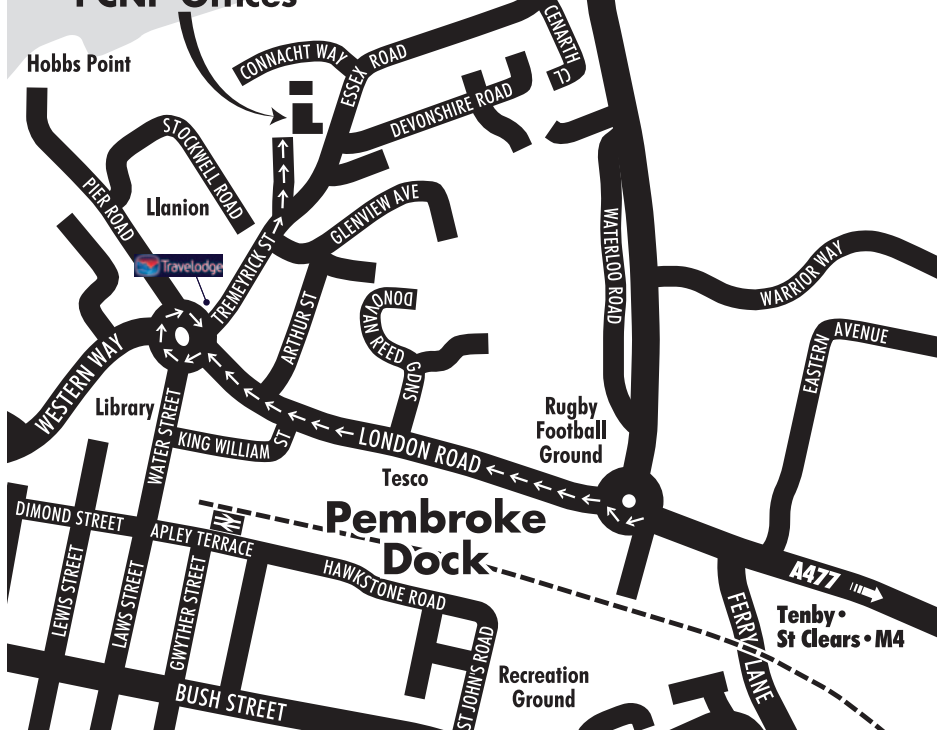 Offices
Hobbs Point
CONNACHT WAY
ESSEX ROAD
CENARTH
CL
DEVONSHIRE ROAD
STOCKWELL ROAD
PIER ROAD
Llanion
GLENVIEW AVE
Travelodge
TREMEYRICK ST
WATERLOO ROAD
WARRIOR WAY
DONOVAN REED GDNS
ARTHUR ST
EASTERN AVENUE
WESTERN WAY
Library
WATER STREET
KING WILLIAM ST
LONDON ROAD
Rugby
Football
Ground
Tesco
Pembroke
Dock
DIMOND STREET
APLEY TERRACE
HAWKSTONE ROAD
A477
Tenby •
St Clears • M4
FERRY LANE
LEWIS STREET
LAWS STREET
GWYTHER STREET
ST JOHN'S ROAD
Recreation
Ground
BUSH STREET